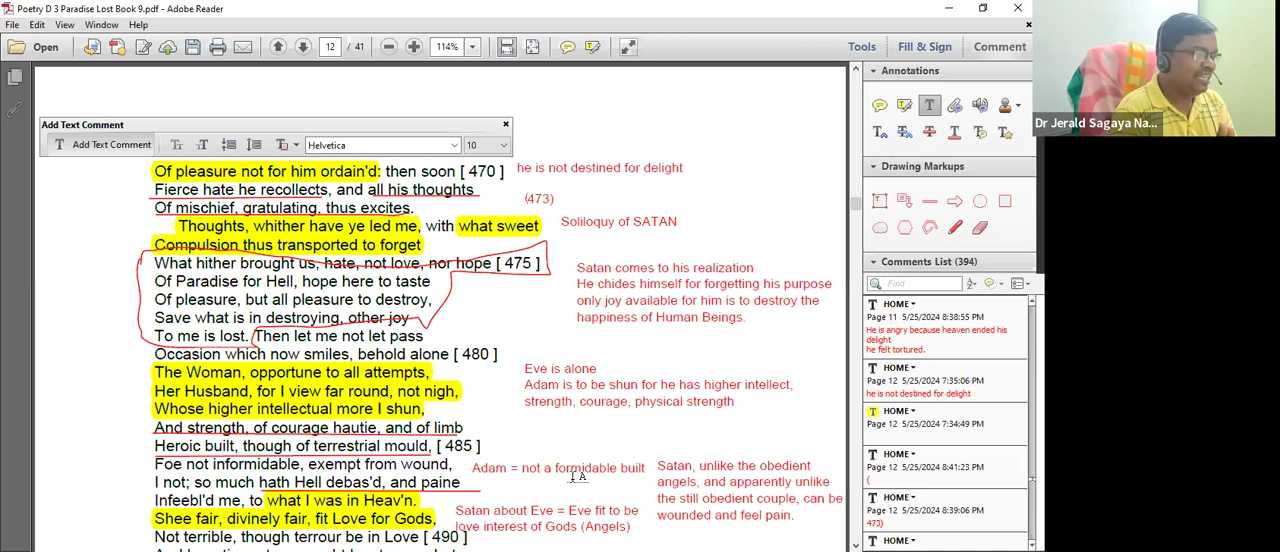 Poetry D 3 Paradise Lost Book 9.pdf - Adobe Reader
File Edit View Window Help
Open 12 / 41 114% Tools Fill & Sign Comment
Annotations
Dr Jerald Sagaya Na...
Add Text Comment
Add Text Comment Helvetica 10
Drawing Markups
Of pleasure not for him ordain'd: then soon [ 470 ] he is not destined for delight
Fierce hate he recollects, and all his thoughts
Of mischief, gratulating, thus excites. (473)
Thoughts, whither have ye led me, with what sweet Soliloquy of SATAN
Compulsion thus transported to forget
What hither brought us, hate, not love, nor hope [ 475 ]
Of Paradise for Hell, hope here to taste
Of pleasure, but all pleasure to destroy,
Save what is in destroying, other joy
To me is lost. Then let me not let pass
Satan comes to his realization
He chides himself for forgetting his purpose
only joy available for him is to destroy the
happiness of Human Beings.
Occasion which now smiles, behold alone [ 480 ]
The Woman, opportune to all attempts,
Her Husband, for I view far round, not nigh,
Whose higher intellectual more I shun,
Eve is alone
Adam is to be shun for he has higher intellect,
strength, courage, physical strength
And strength, of courage hautie, and of limb
Heroic built, though of terrestrial mould, [ 485 ]
Foe not informidable, exempt from wound,
I not; so much hath Hell debas'd, and paine
Infeebl'd me, to what I was in Heav'n.
Shee fair, divinely fair, fit Love for Gods,
Not terrible, though terrour be in Love [ 490 ]
Adam = not a formidable built
Satan, unlike the obedient
angels, and apparently unlike
the still obedient couple, can be
wounded and feel pain.
Satan about Eve = Eve fit to be
love interest of Gods (Angels)
Comments List (394)
Find
HOME
Page 11 5/25/2024 8:38:55 PM
He is angry because heaven ended his
delight
he felt tortured.
HOME
Page 12 5/25/2024 7:35:06 PM
he is not destined for delight
HOME
Page 12 5/25/2024 7:34:49 PM
HOME
Page 12 5/25/2024 8:41:23 PM
(
HOME
Page 12 5/25/2024 8:39:06 PM
473)
HOME